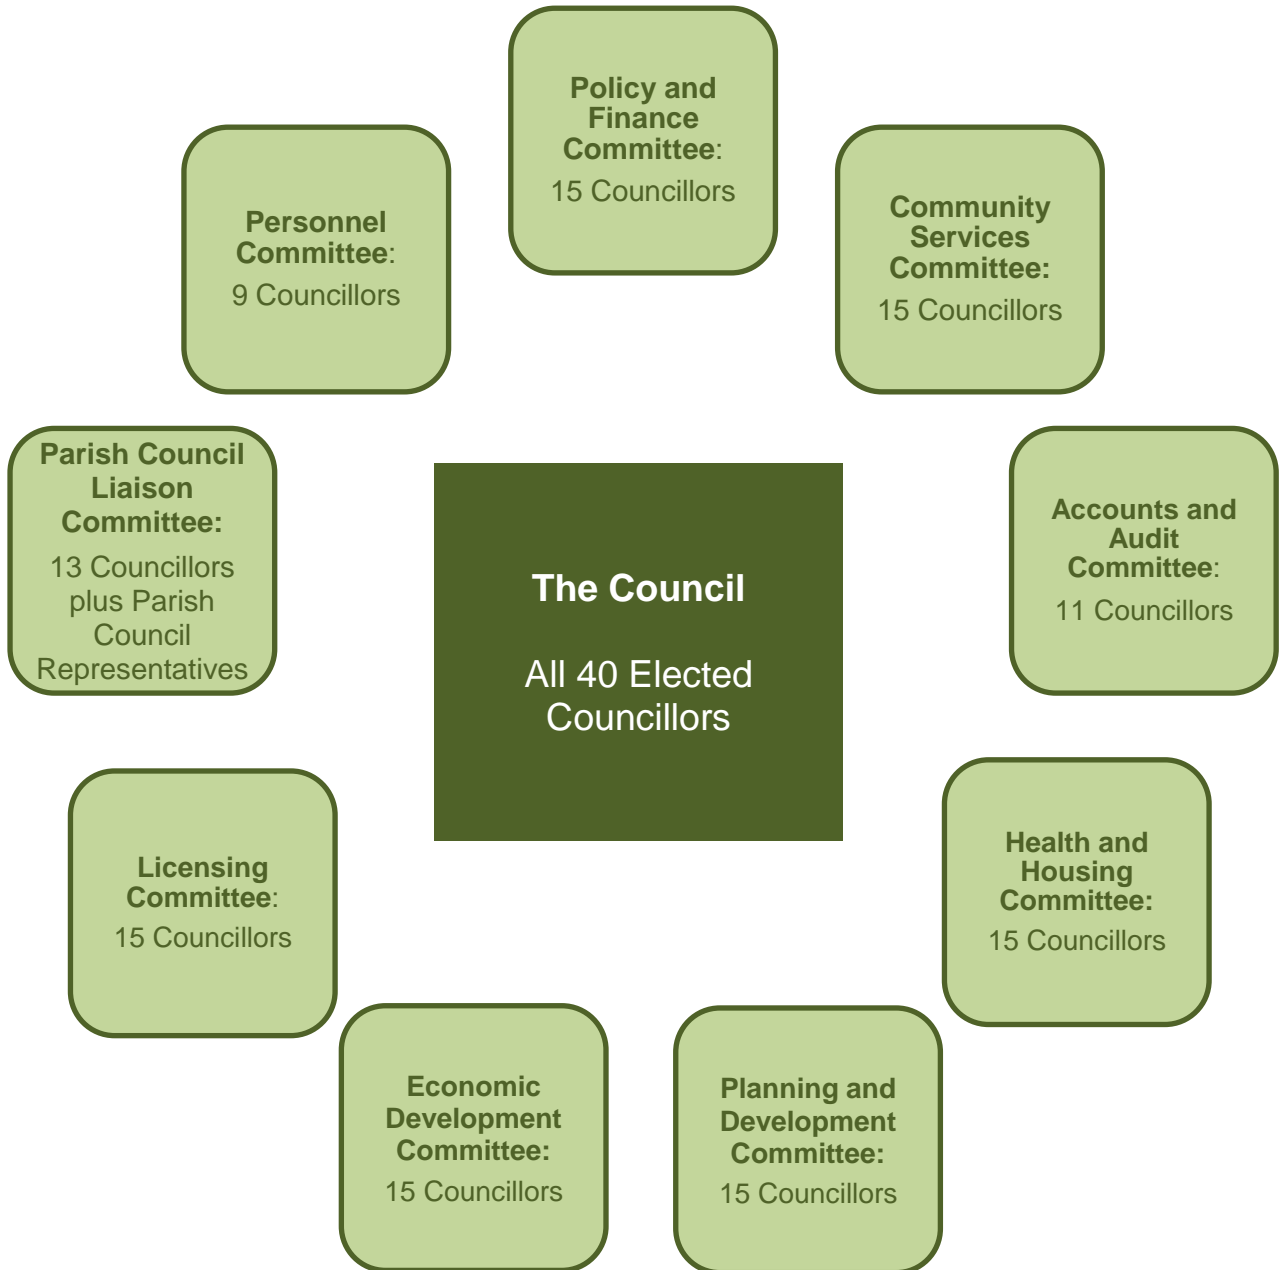 Policy and
Finance
Committee:
15 Councillors
Community
Services
Committee:
15 Councillors
Accounts and
Audit
Committee:
11 Councillors
Health and
Housing
Committee:
15 Councillors
Planning and
Development
Committee:
15 Councillors
Economic
Development
Committee:
15 Councillors
Licensing
Committee:
15 Councillors
Parish Council
Liaison
Committee:
13 Councillors
plus Parish
Council
Representatives
Personnel
Committee:
9 Councillors
The Council
All 40 Elected
Councillors